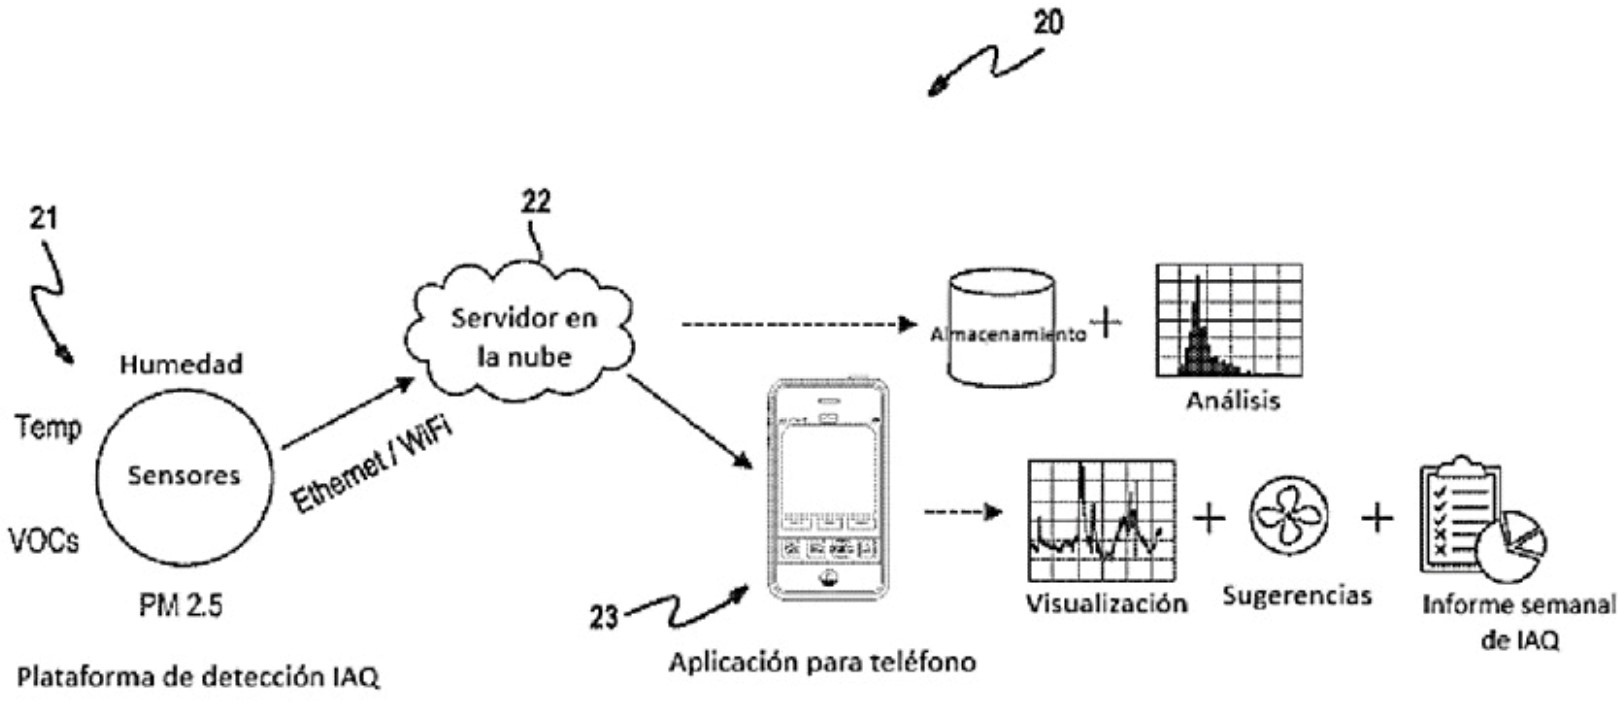 20
21
22
Servidor en
la nube
Almacenamiento
+
Análisis
Humedad
Temp
Sensores
VOCs
PM 2.5
Ethernet / WiFi
+
+
Visualización
Sugerencias
Informe semanal
de IAQ
23
Aplicación para teléfono
Plataforma de detección IAQ